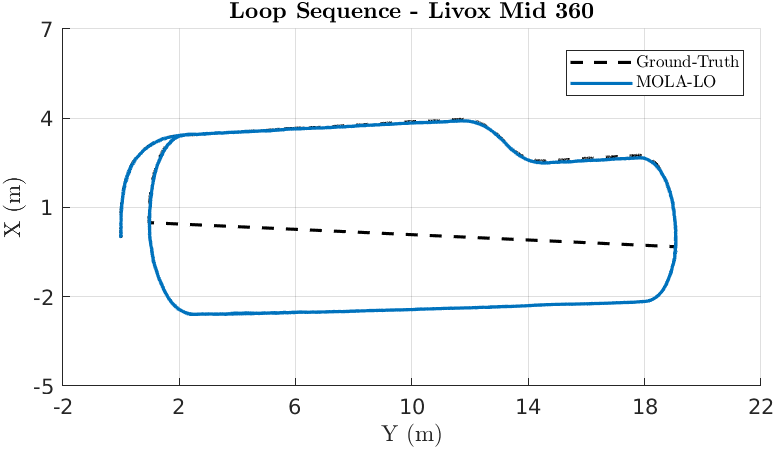 Loop Sequence - Livox Mid 360
7
Ground-Truth
MOLA-LO
4
1
-2
-5
X (m)
-2 2 6 10 14 18 22
Y (m)